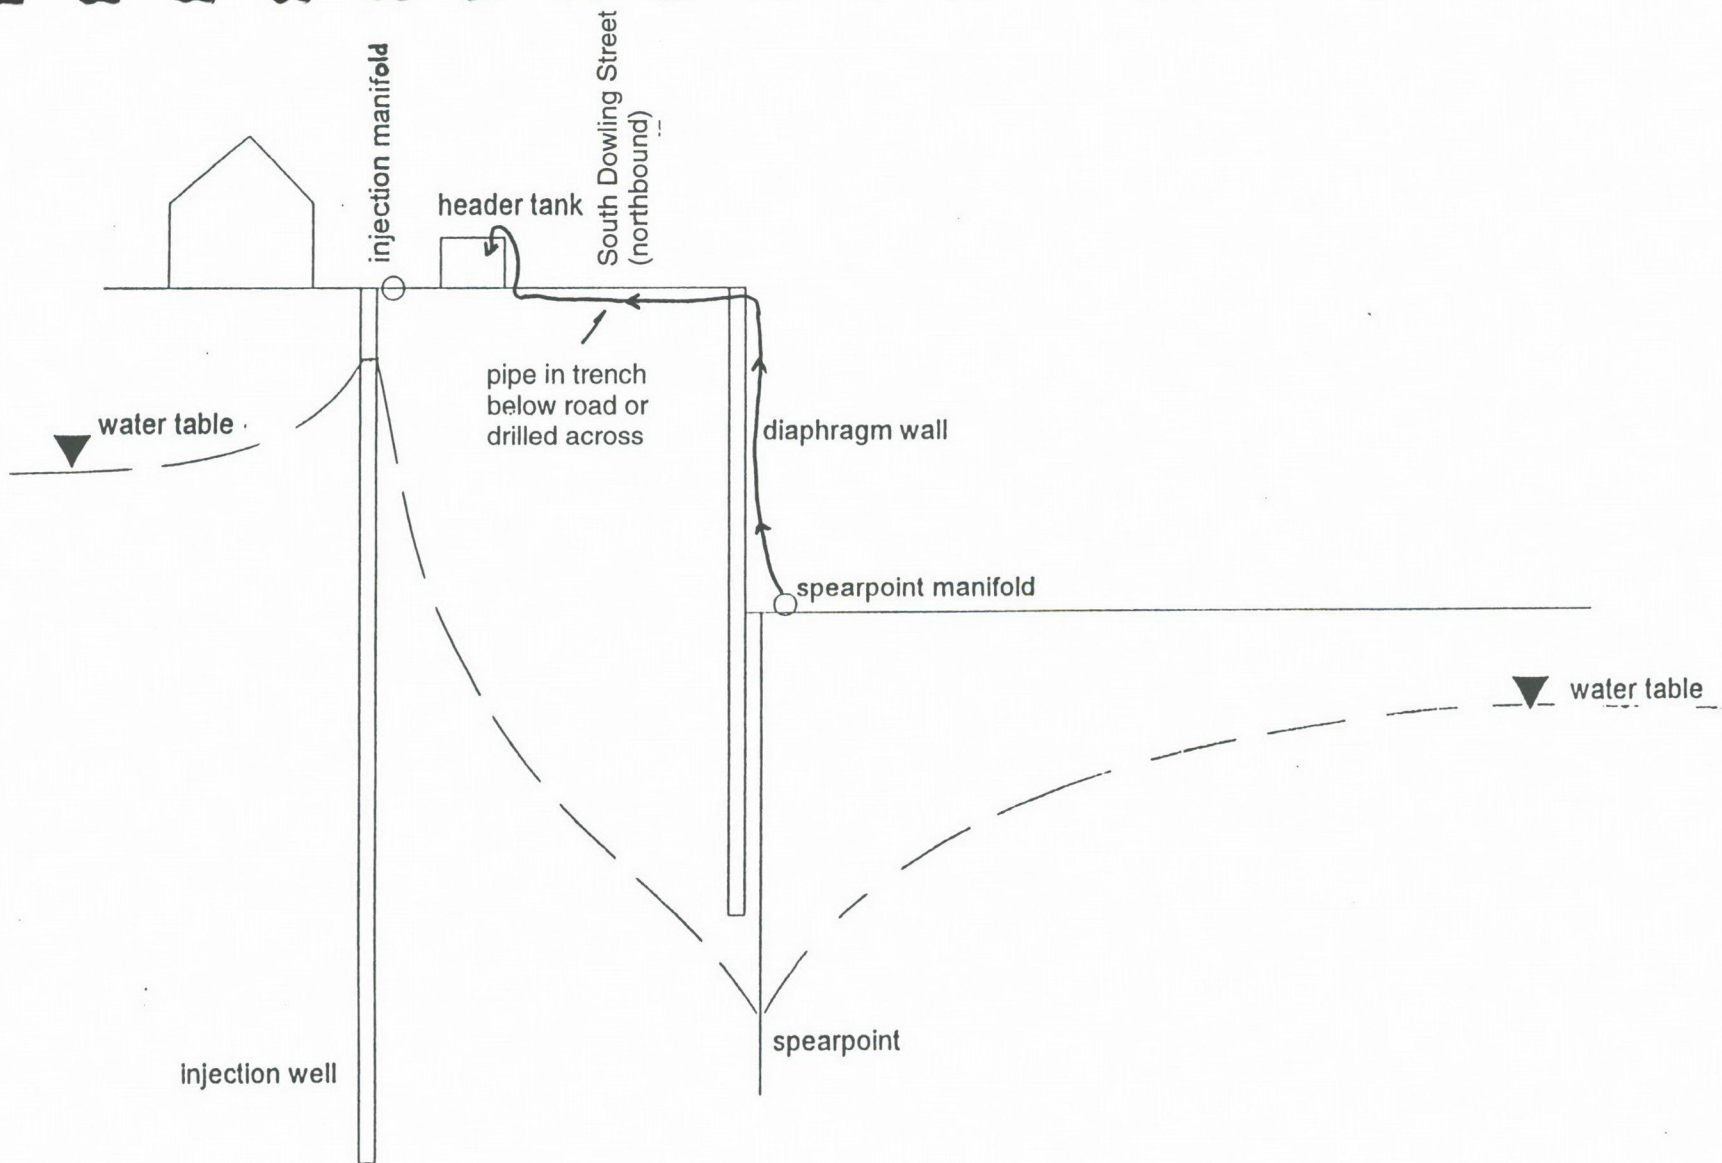 injection manifold
header tank
South Dowling Street
(northbound)
pipe in trench
below road or
drilled across
water table
diaphragm wall
spearpoint manifold
water table
spearpoint
injection well